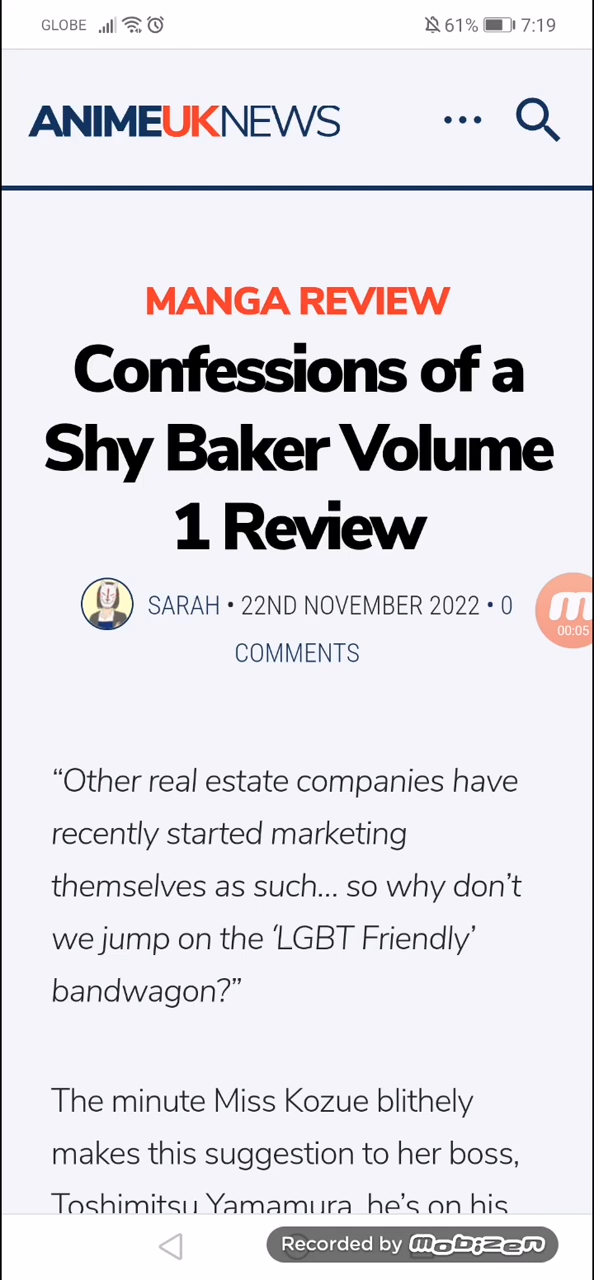 GLOBE 61% 7:19
ANIMEUKNEWS
MANGA REVIEW
Confessions of a
Shy Baker Volume
1 Review
SARAH • 22ND NOVEMBER 2022 • 0
COMMENTS
00:05
“Other real estate companies have
recently started marketing
themselves as such... so why don’t
we jump on the ‘LGBT Friendly’
bandwagon?”
The minute Miss Kozue blithely
makes this suggestion to her boss,
Toshimitsu Yamamura, he’s on his
Recorded by mobizen